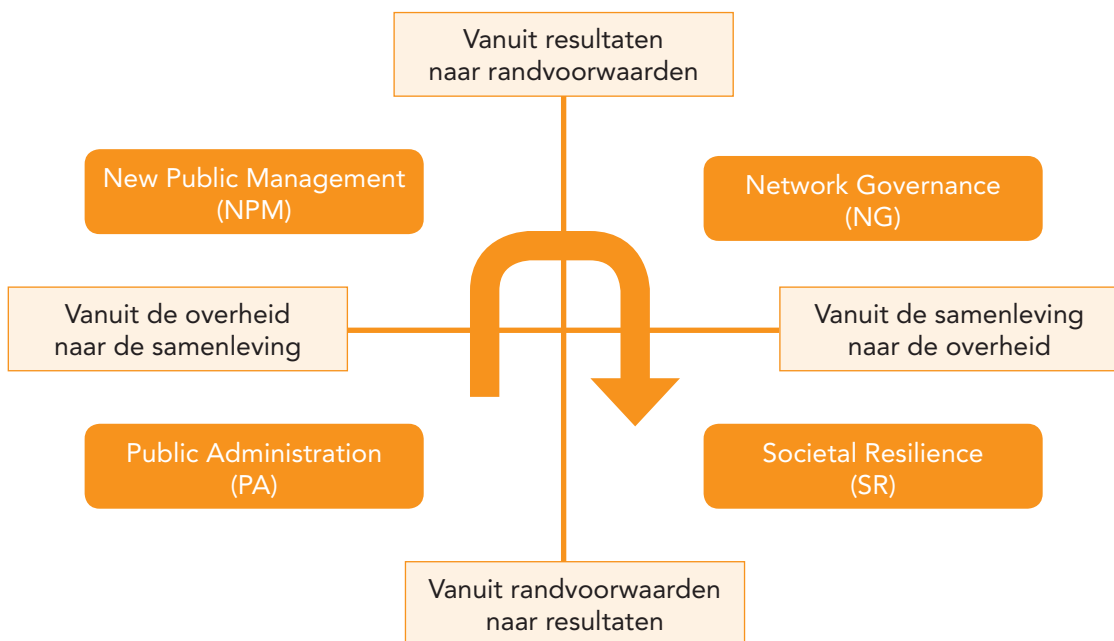 Vanuit resultaten
naar randvoorwaarden
New Public Management
(NPM)
Network Governance
(NG)
Vanuit de overheid
naar de samenleving
Vanuit de samenleving
naar de overheid
Public Administration
(PA)
Societal Resilience
(SR)
Vanuit randvoorwaarden
naar resultaten